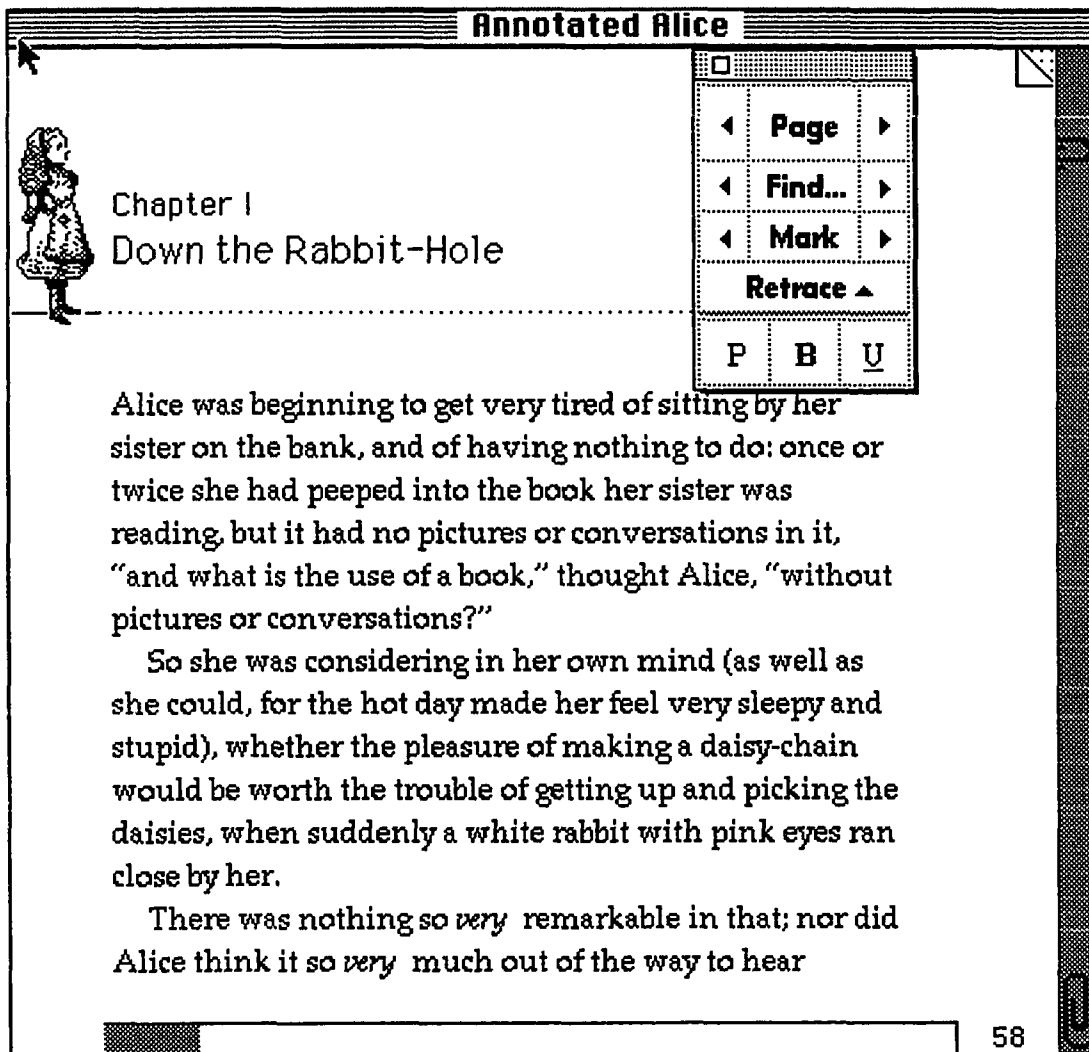 Annotated Alice
Page
Find...
Mark
Retrace
P B U
Chapter I
Down the Rabbit-Hole
Alice was beginning to get very tired of sitting by her
sister on the bank, and of having nothing to do: once or
twice she had peeped into the book her sister was
reading, but it had no pictures or conversations in it,
“and what is the use of a book,” thought Alice, “without
pictures or conversations?”
So she was considering in her own mind (as well as
she could, for the hot day made her feel very sleepy and
stupid), whether the pleasure of making a daisy-chain
would be worth the trouble of getting up and picking the
daisies, when suddenly a white rabbit with pink eyes ran
close by her.
There was nothing so very remarkable in that; nor did
Alice think it so very much out of the way to hear
58